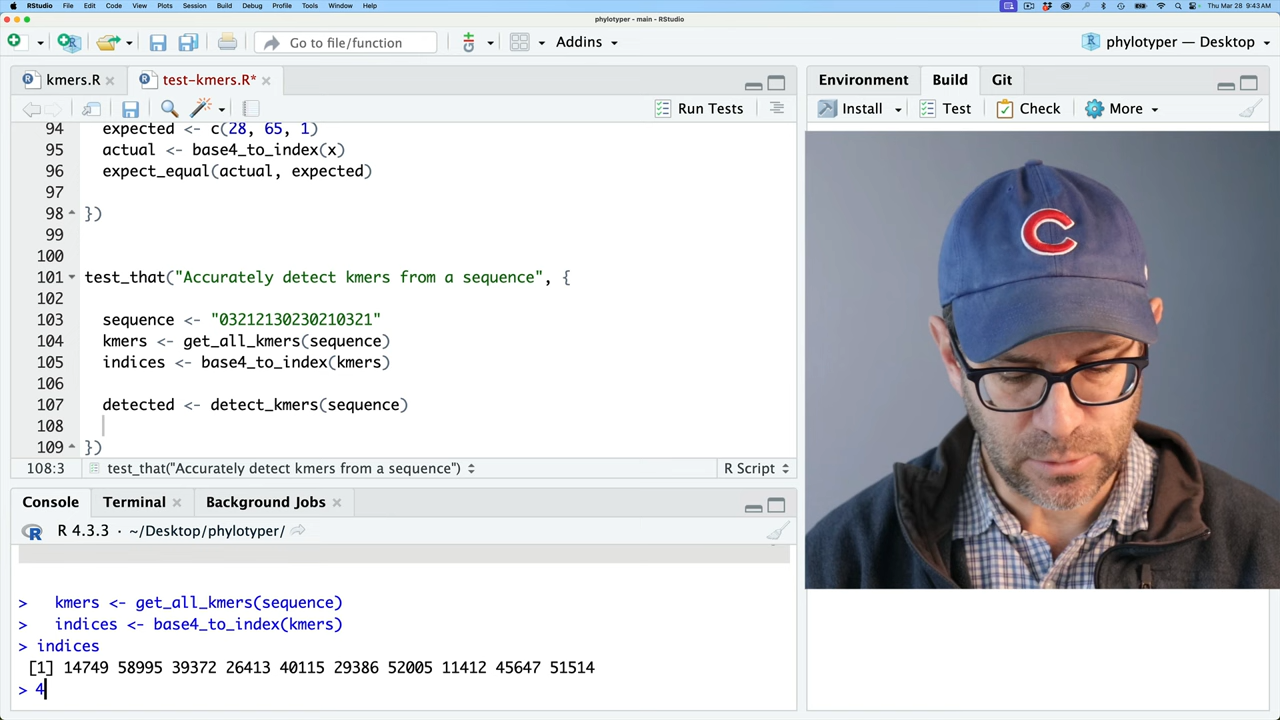 RStudio File Edit Code View Plots Session Build Debug Profile Tools Window Help Thu Mar 28 9:43 AM
phylotyper - main - RStudio
Go to file/function Addins phylotyper — Desktop
kmers.R test-kmers.R*
Run Tests
94 expected <- c(28, 65, 1)
95 actual <- base4_to_index(x)
96 expect_equal(actual, expected)
97
98 })
99
100
101 test_that("Accurately detect kmers from a sequence", {
102
103 sequence <- "03212130230210321"
104 kmers <- get_all_kmers(sequence)
105 indices <- base4_to_index(kmers)
106
107 detected <- detect_kmers(sequence)
108
109 })
108:3 test_that("Accurately detect kmers from a sequence") R Script
Console Terminal Background Jobs
R 4.3.3 · ~/Desktop/phylotyper/
> kmers <- get_all_kmers(sequence)
> indices <- base4_to_index(kmers)
> indices
[1] 14749 58995 39372 26413 40115 29386 52005 11412 45647 51514
> 4
Environment Build Git
Install Test Check More
C